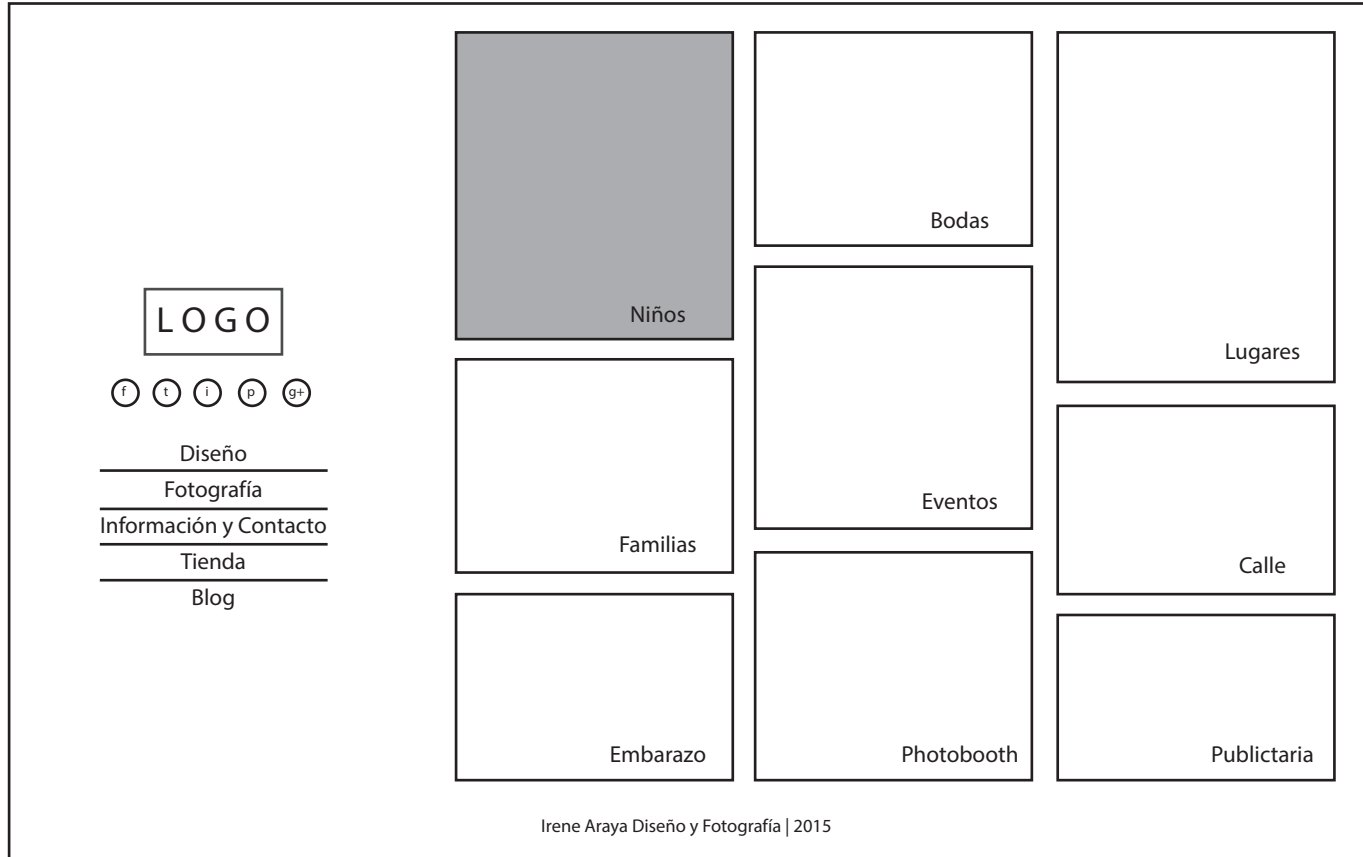 LOGO
f t i p g+
Diseño
Fotografía
Información y Contacto
Tienda
Blog
Niños
Familias
Embarazo
Bodas
Eventos
Photobooth
Lugares
Calle
Publictaria
Irene Araya Diseño y Fotografía | 2015